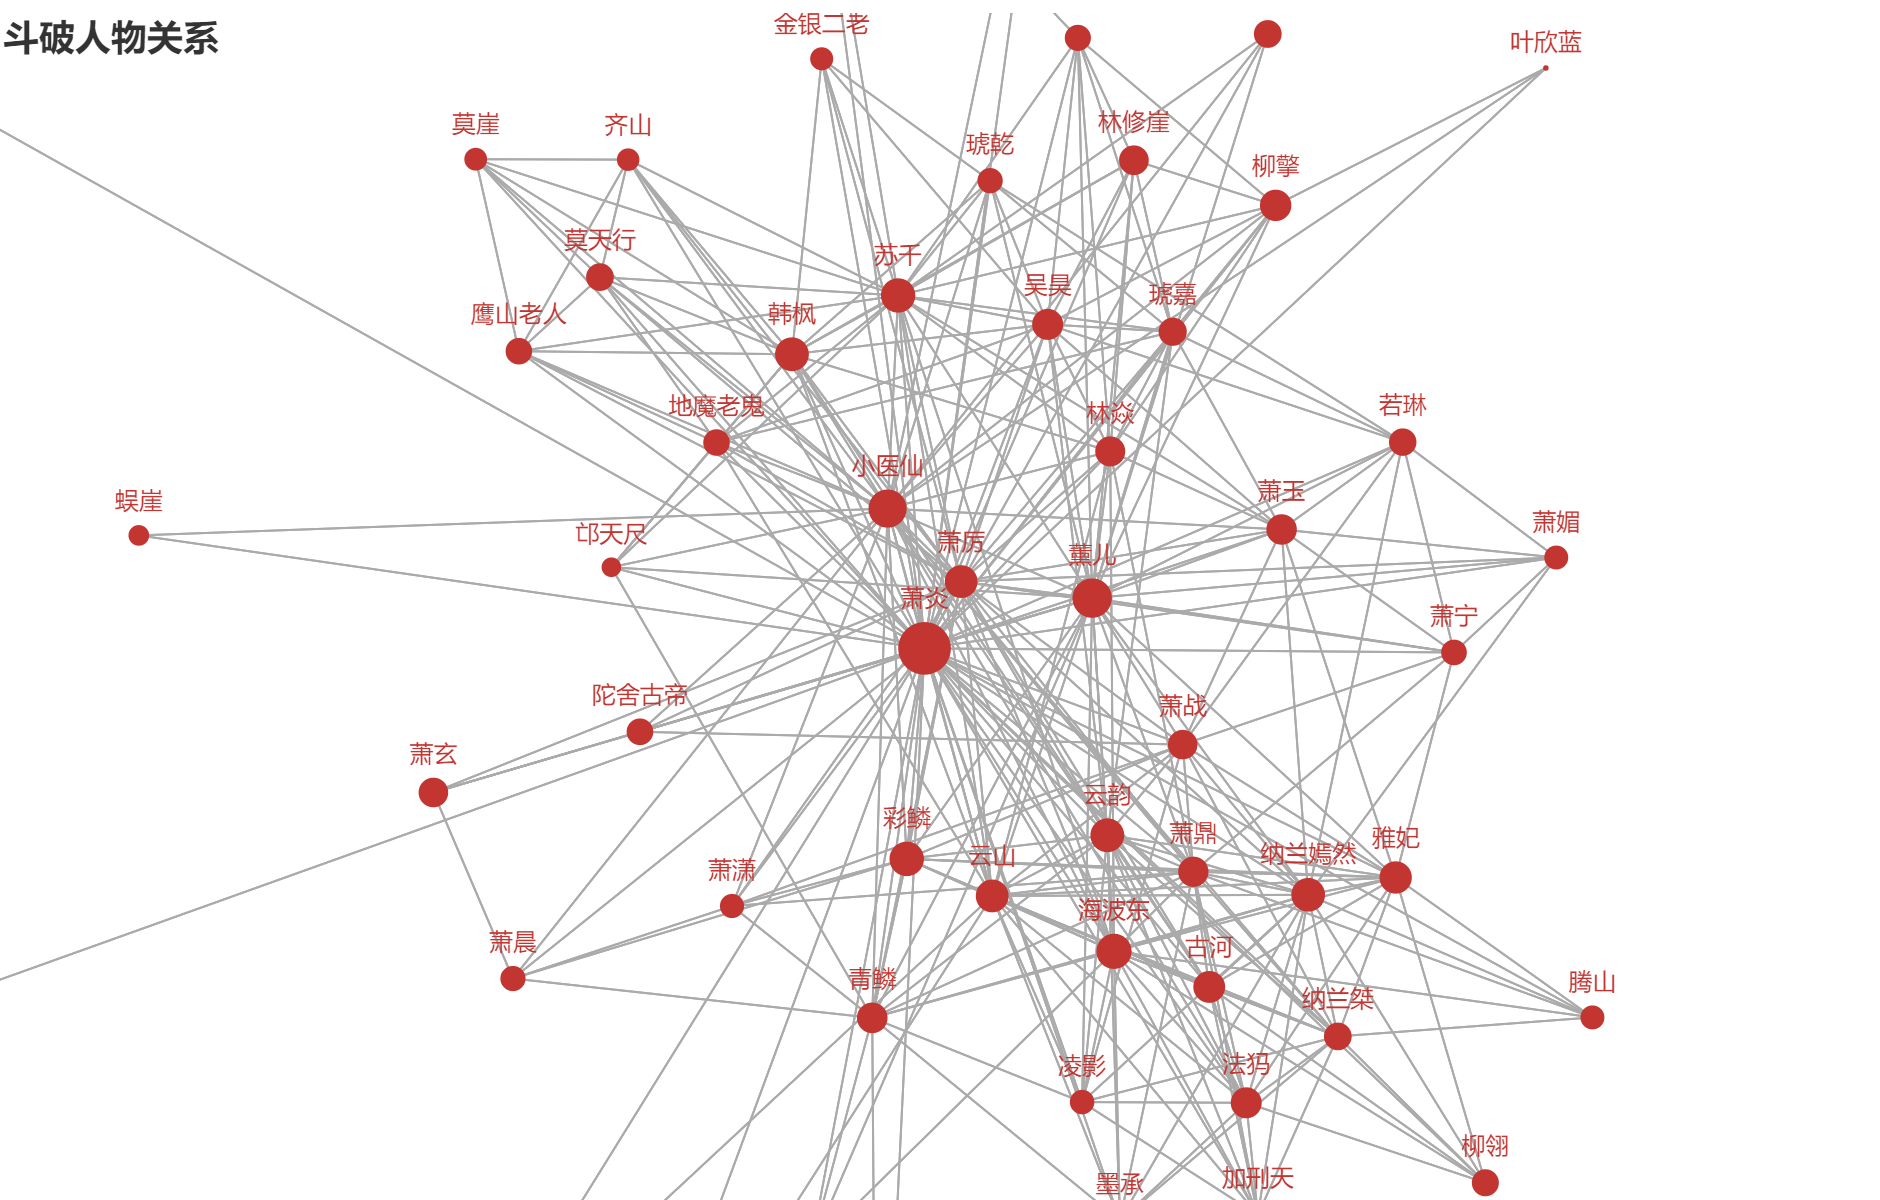 斗破人物关系
金银二老
叶欣蓝
莫崖
齐山
林修崖
琥乾
柳擎
莫天行
苏千
吴昊
琥嘉
鹰山老人
韩枫
地魔老鬼
林焱
若琳
小医仙
萧玉
蜈崖
邙天尺
萧厉
薰儿
萧媚
萧炎
萧宁
陀舍古帝
萧战
萧玄
云韵
彩鳞
萧鼎
雅妃
云山
纳兰嫣然
萧潇
海波东
萧晨
古河
青鳞
腾山
纳兰桀
凌影
法犸
柳翎
墨承
加刑天